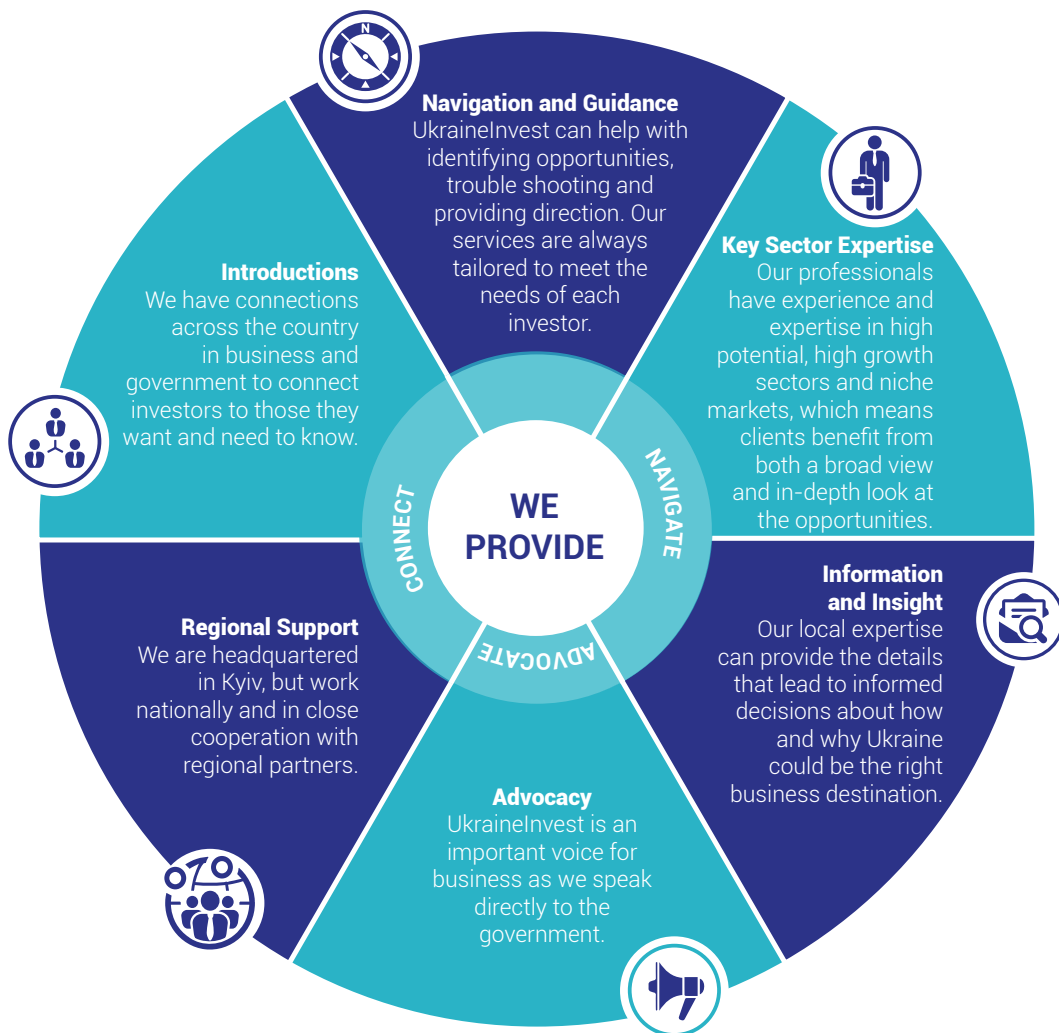 N
Navigation and Guidance
UkraineInvest can help with
identifying opportunities,
trouble shooting and
providing direction. Our
services are always
tailored to meet the
needs of each
investor.
Key Sector Expertise
Our professionals
have experience and
expertise in high
potential, high growth
sectors and niche
markets, which means
clients benefit from
both a broad view
and in-depth look at
the opportunities.
Information
and Insight
Our local expertise
can provide the details
that lead to informed
decisions about how
and why Ukraine
could be the right
business destination.
Advocacy
UkraineInvest is an
important voice for
business as we speak
directly to the
government.
Regional Support
We are headquartered
in Kyiv, but work
nationally and in close
cooperation with
regional partners.
Introductions
We have connections
across the country
in business and
government to connect
investors to those they
want and need to know.
CONNECT
NAVIGATE
ADVOCATE
WE
PROVIDE